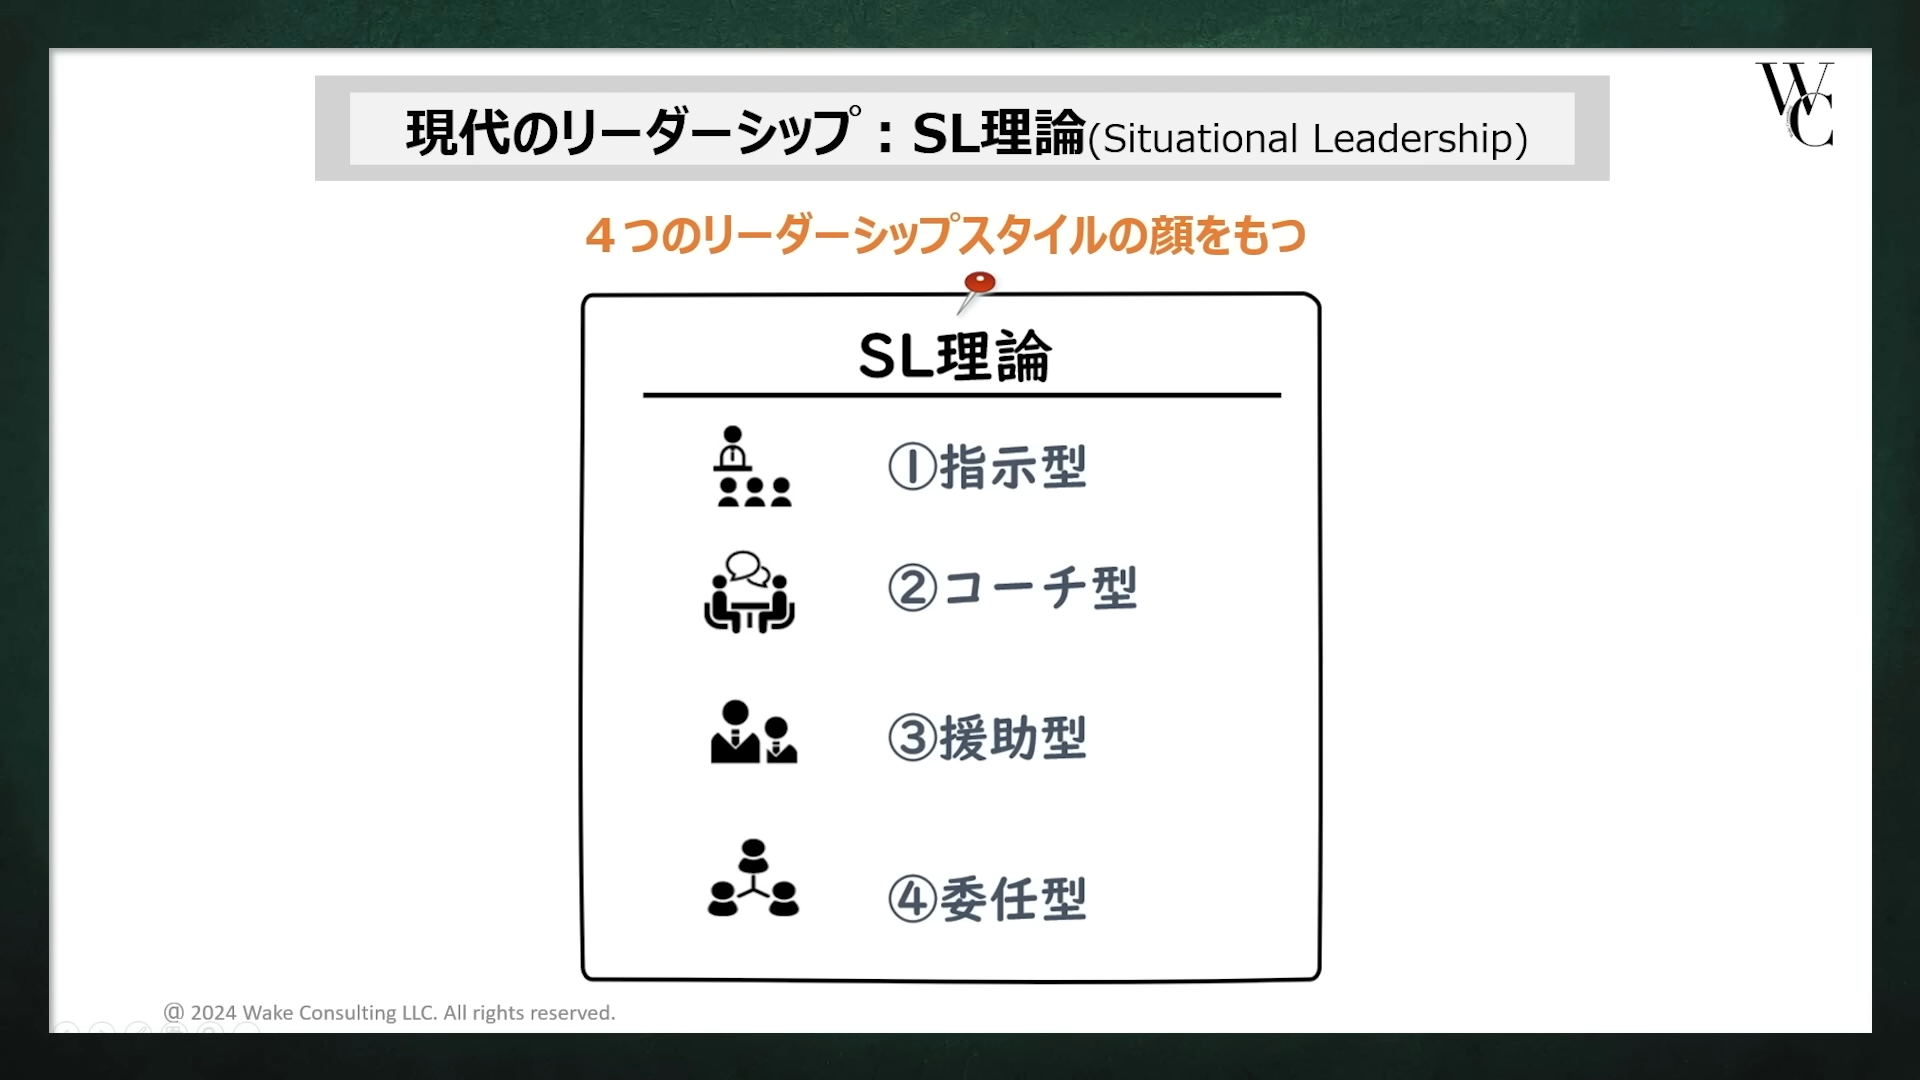 現代のリーダーシップ：SL理論(Situational Leadership)
WC
４つのリーダーシップスタイルの顔をもつ
SL理論
①指示型
②コーチ型
③援助型
④委任型
@ 2024 Wake Consulting LLC. All rights reserved.